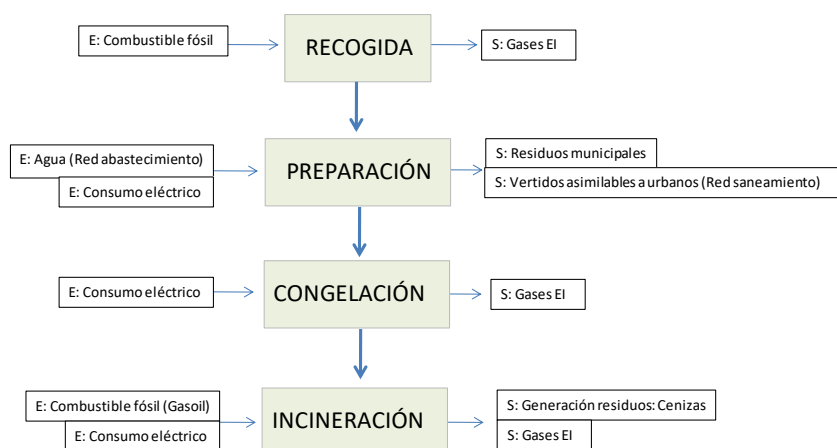 E: Combustible fósil
RECOGIDA
S: Gases EI
E: Agua (Red abastecimiento)
E: Consumo eléctrico
PREPARACIÓN
S: Residuos municipales
S: Vertidos asimilables a urbanos (Red saneamiento)
E: Consumo eléctrico
CONGELACIÓN
S: Gases EI
E: Combustible fósil (Gasoil)
E: Consumo eléctrico
INCINERACIÓN
S: Generación residuos: Cenizas
S: Gases EI